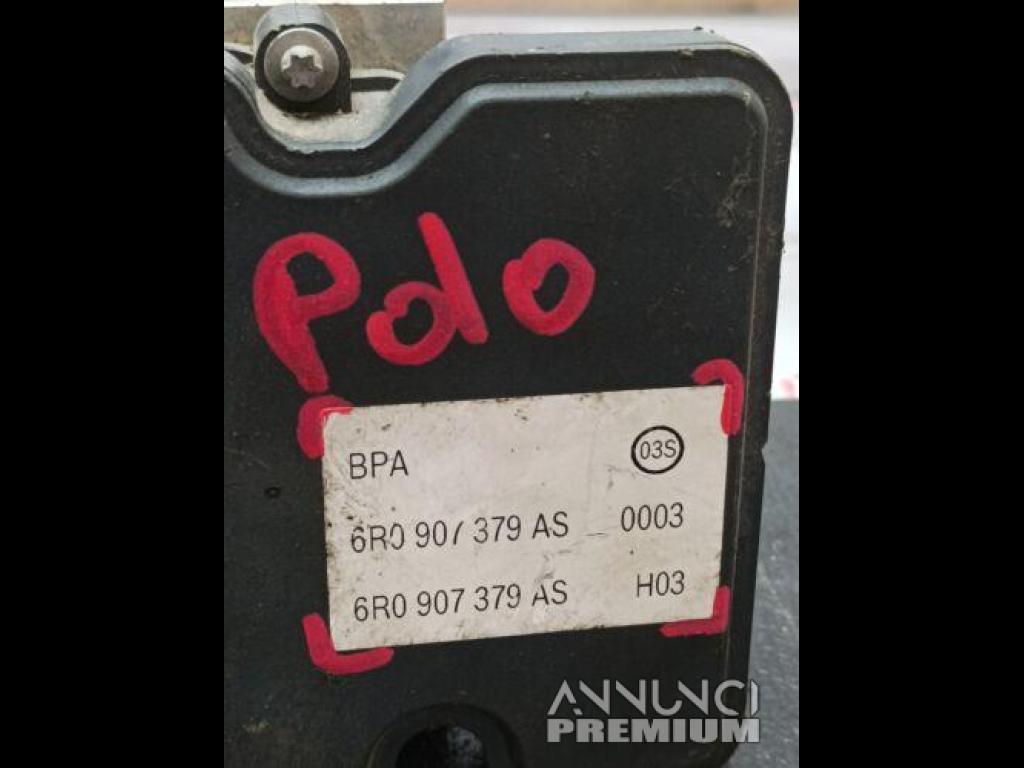 Polo
BPA 03S
6R0 907 379 AS 0003
6R0 907 379 AS H03
ANNUNCI
PREMIUM